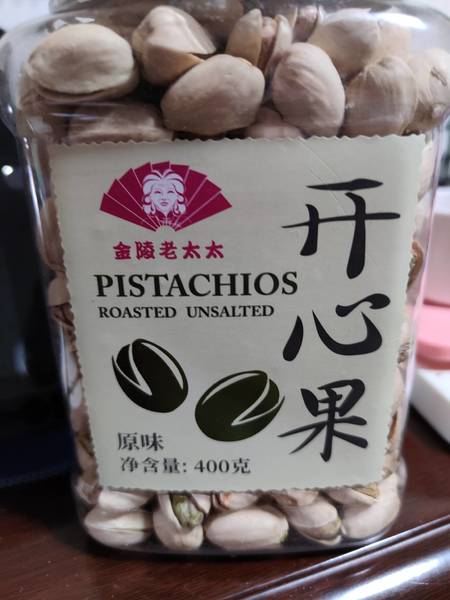 金陵老太太
开心果
PISTACHIOS
ROASTED UNSALTED
原味
净含量: 400克